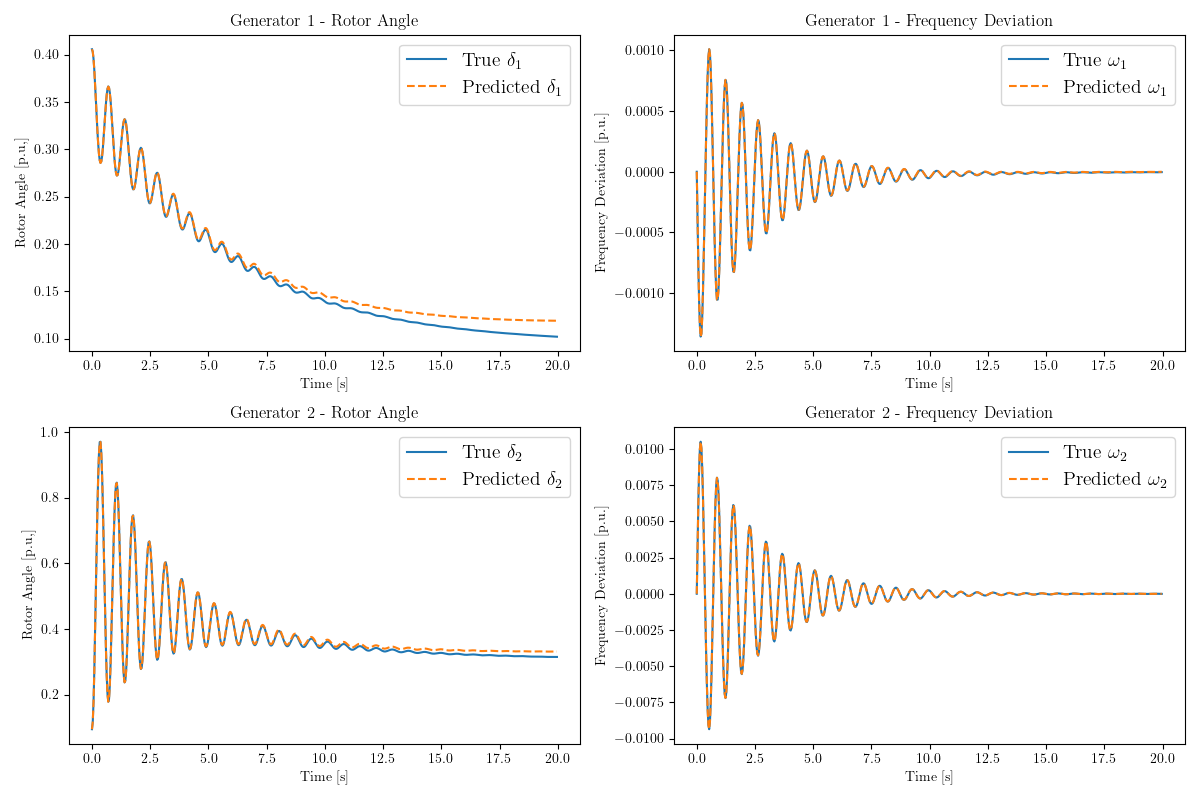 Generator 1 - Rotor Angle
True δ₁
Predicted δ₁
Rotor Angle [p.u.]
0.40
0.35
0.30
0.25
0.20
0.15
0.10
0.0 2.5 5.0 7.5 10.0 12.5 15.0 17.5 20.0
Time [s]
Generator 1 - Frequency Deviation
True ω₁
Predicted ω₁
Frequency Deviation [p.u.]
0.0010
0.0005
0.0000
−0.0005
−0.0010
0.0 2.5 5.0 7.5 10.0 12.5 15.0 17.5 20.0
Time [s]
Generator 2 - Rotor Angle
True δ₂
Predicted δ₂
Rotor Angle [p.u.]
1.0
0.8
0.6
0.4
0.2
0.0 2.5 5.0 7.5 10.0 12.5 15.0 17.5 20.0
Time [s]
Generator 2 - Frequency Deviation
True ω₂
Predicted ω₂
Frequency Deviation [p.u.]
0.0100
0.0075
0.0050
0.0025
0.0000
−0.0025
−0.0050
−0.0075
−0.0100
0.0 2.5 5.0 7.5 10.0 12.5 15.0 17.5 20.0
Time [s]